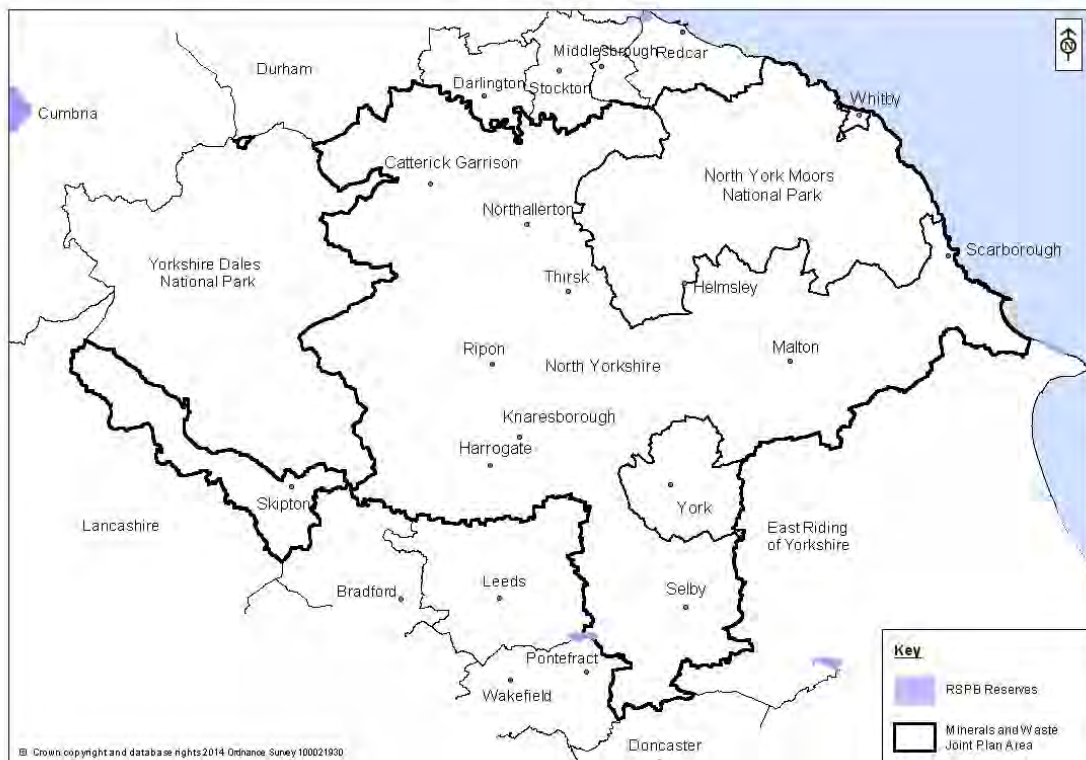 N
Middlesbrough
Redcar
Durham
Darlington
Stockton
Cumbria
Whitby
Catterick Garrison
North York Moors
National Park
Northallerton
Scarborough
Yorkshire Dales
National Park
Thirsk
Helmsley
Ripon
North Yorkshire
Malton
Knaresborough
Harrogate
Skipton
York
Lancashire
East Riding
of Yorkshire
Bradford
Leeds
Selby
Pontefract
Wakefield
Doncaster
Key
RSPB Reserves
Minerals and Waste
Joint Plan Area
© Crown copyright and database rights 2014 Ordnance Survey 100021930